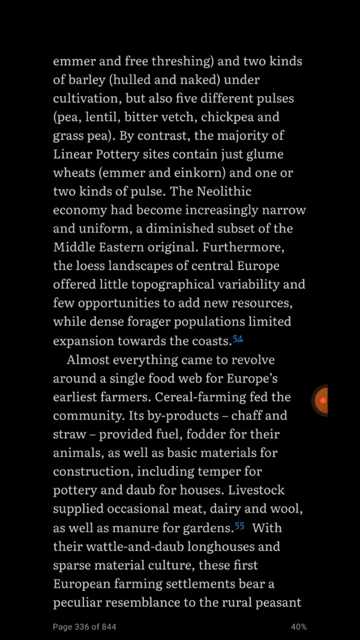 emmer and free threshing) and two kinds
of barley (hulled and naked) under
cultivation, but also five different pulses
(pea, lentil, bitter vetch, chickpea and
grass pea). By contrast, the majority of
Linear Pottery sites contain just glume
wheats (emmer and einkorn) and one or
two kinds of pulse. The Neolithic
economy had become increasingly narrow
and uniform, a diminished subset of the
Middle Eastern original. Furthermore,
the loess landscapes of central Europe
offered little topographical variability and
few opportunities to add new resources,
while dense forager populations limited
expansion towards the coasts.54
Almost everything came to revolve
around a single food web for Europe's
earliest farmers. Cereal-farming fed the
community. Its by-products – chaff and
straw – provided fuel, fodder for their
animals, as well as basic materials for
construction, including temper for
pottery and daub for houses. Livestock
supplied occasional meat, dairy and wool,
as well as manure for gardens.55 With
their wattle-and-daub longhouses and
sparse material culture, these first
European farming settlements bear a
peculiar resemblance to the rural peasant
Page 336 of 844 40%